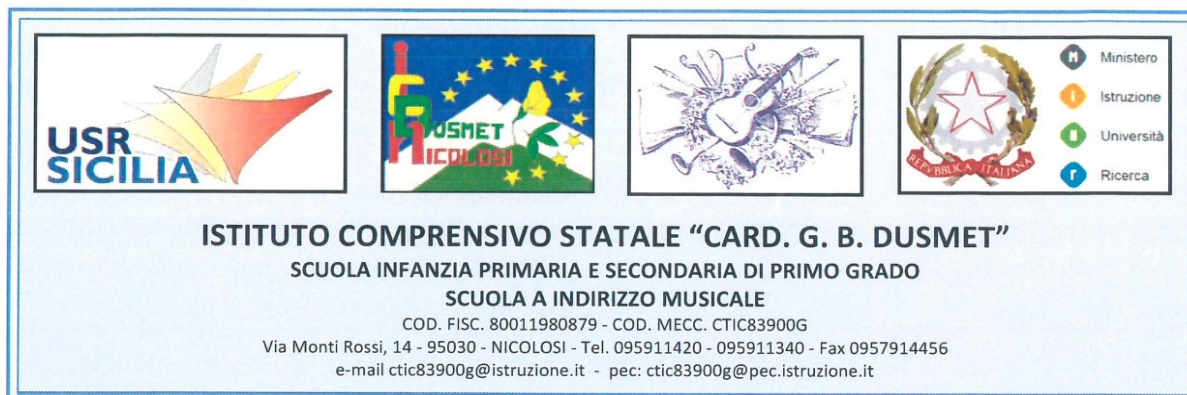 USR
SICILIA
ICD
DUSMET
NICOLOSI
REPVBBLICA ITALIANA
M Ministero
i Istruzione
U Università
r Ricerca
ISTITUTO COMPRENSIVO STATALE “CARD. G. B. DUSMET”
SCUOLA INFANZIA PRIMARIA E SECONDARIA DI PRIMO GRADO
SCUOLA A INDIRIZZO MUSICALE
COD. FISC. 80011980879 - COD. MECC. CTIC83900G
Via Monti Rossi, 14 - 95030 - NICOLOSI - Tel. 095911420 - 095911340 - Fax 0957914456
e-mail ctic83900g@istruzione.it - pec: ctic83900g@pec.istruzione.it